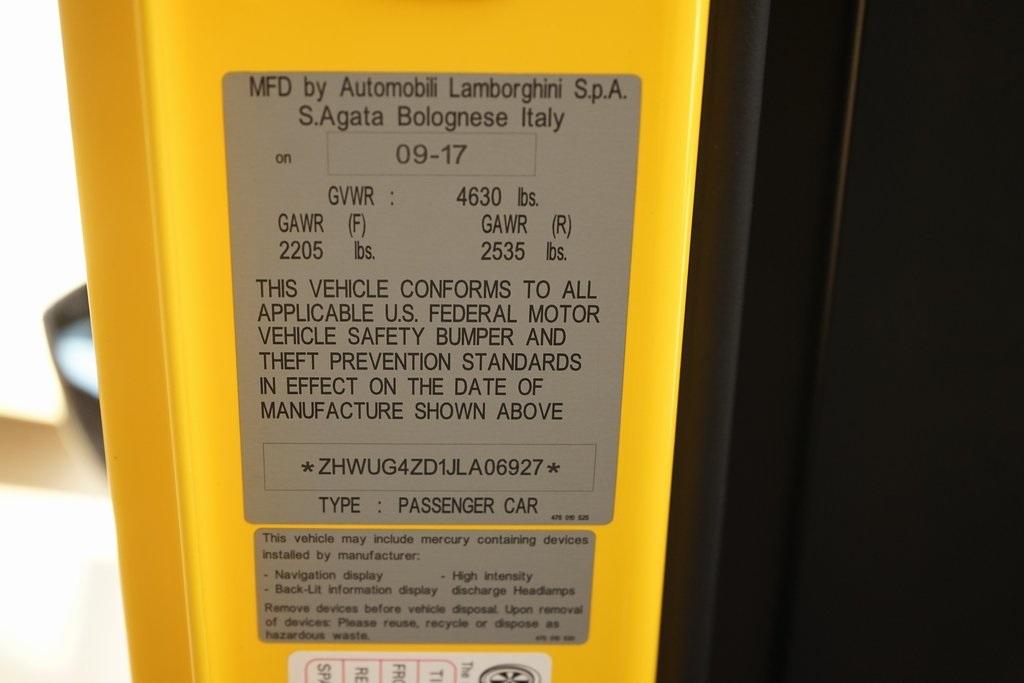 MFD by Automobili Lamborghini S.p.A.
S.Agata Bolognese Italy
on 09-17
GVWR : 4630 lbs.
GAWR (F) GAWR (R)
2205 lbs. 2535 lbs.
THIS VEHICLE CONFORMS TO ALL
APPLICABLE U.S. FEDERAL MOTOR
VEHICLE SAFETY BUMPER AND
THEFT PREVENTION STANDARDS
IN EFFECT ON THE DATE OF
MANUFACTURE SHOWN ABOVE
*ZHWUG4ZD1JLA06927*
TYPE : PASSENGER CAR
This vehicle may include mercury containing devices
installed by manufacturer:
- Navigation display - High intensity
- Back-Lit information display discharge Headlamps
Remove devices before vehicle disposal. Upon removal
of devices: Please reuse, recycle or dispose as
hazardous waste.
The